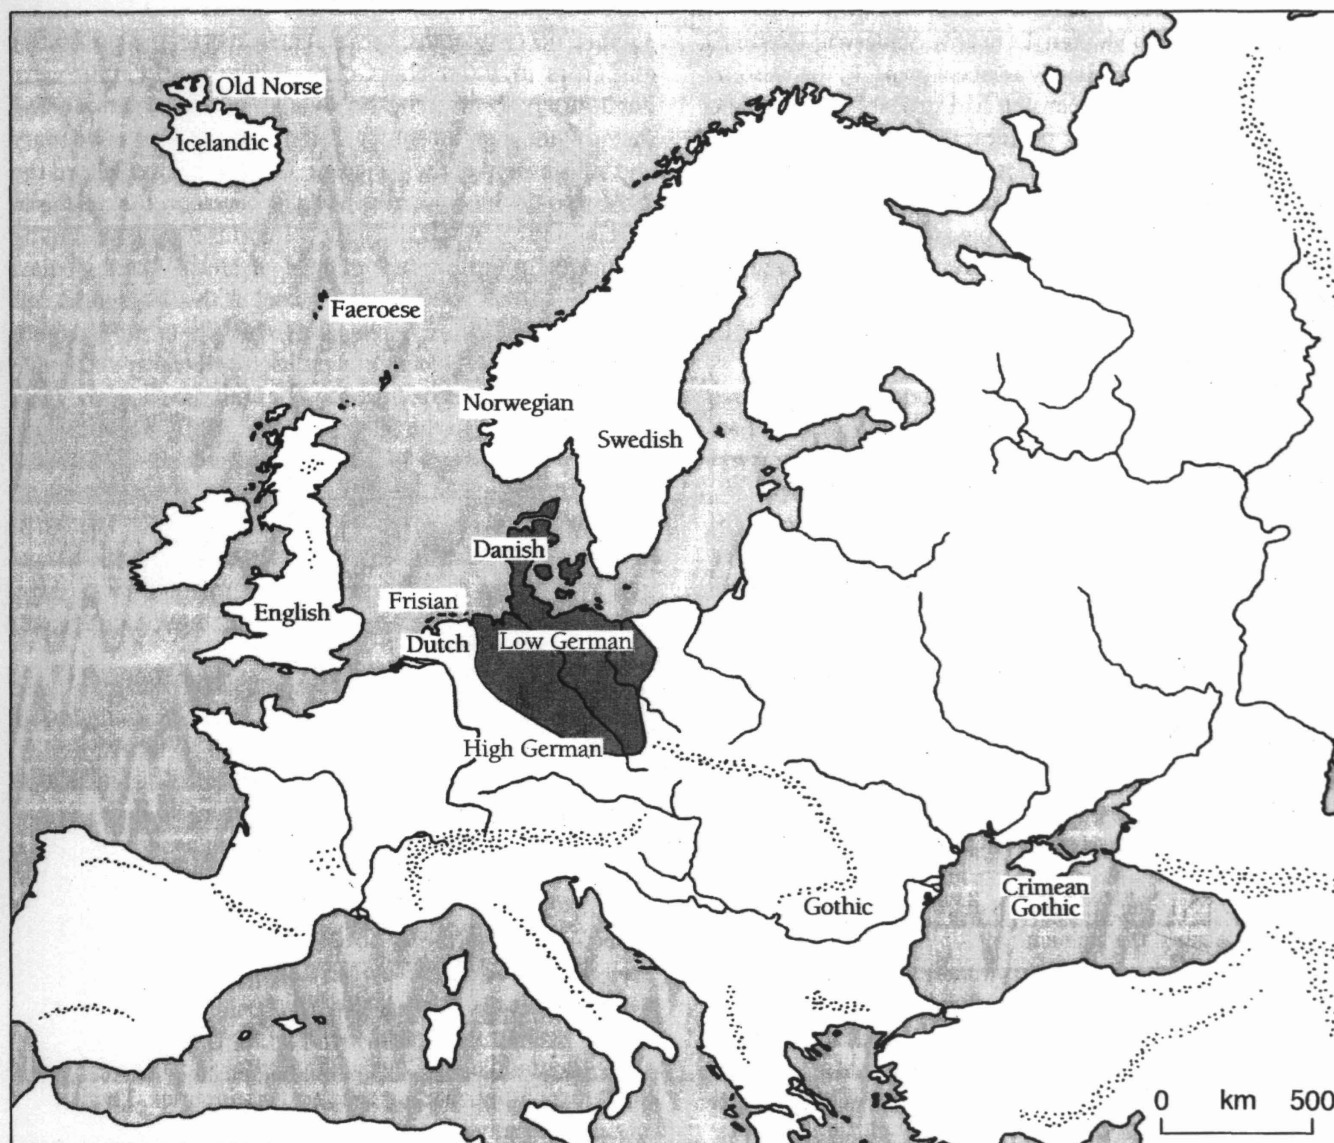 Old Norse
Icelandic
Faeroese
Norwegian
Swedish
Danish
Frisian
English
Dutch
Low German
High German
Crimean
Gothic
Gothic
0 km 500